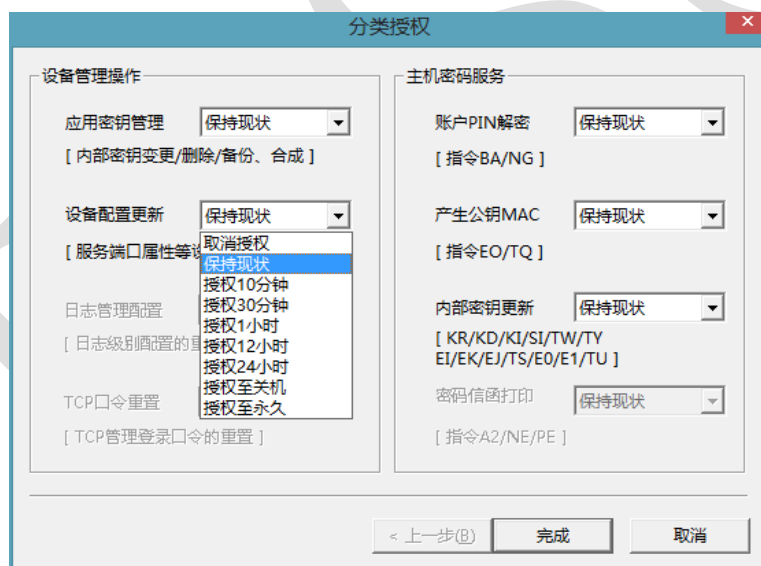 分类授权
设备管理操作
应用密钥管理
保持现状
[ 内部密钥变更/删除/备份、合成 ]
设备配置更新
保持现状
[ 服务端口属性等
取消授权
保持现状
授权10分钟
授权30分钟
授权1小时
授权12小时
授权24小时
授权至关机
授权至永久
日志管理配置
[ 日志级别配置的
TCP口令重置
[ TCP管理登录口令的重置 ]
主机密码服务
账户PIN解密
保持现状
[ 指令BA/NG ]
产生公钥MAC
保持现状
[ 指令EO/TQ ]
内部密钥更新
保持现状
[ KR/KD/KI/SI/TW/TY
EI/EK/EJ/TS/E0/E1/TU ]
密码信函打印
保持现状
[ 指令A2/NE/PE ]
< 上一步(B)
完成
取消